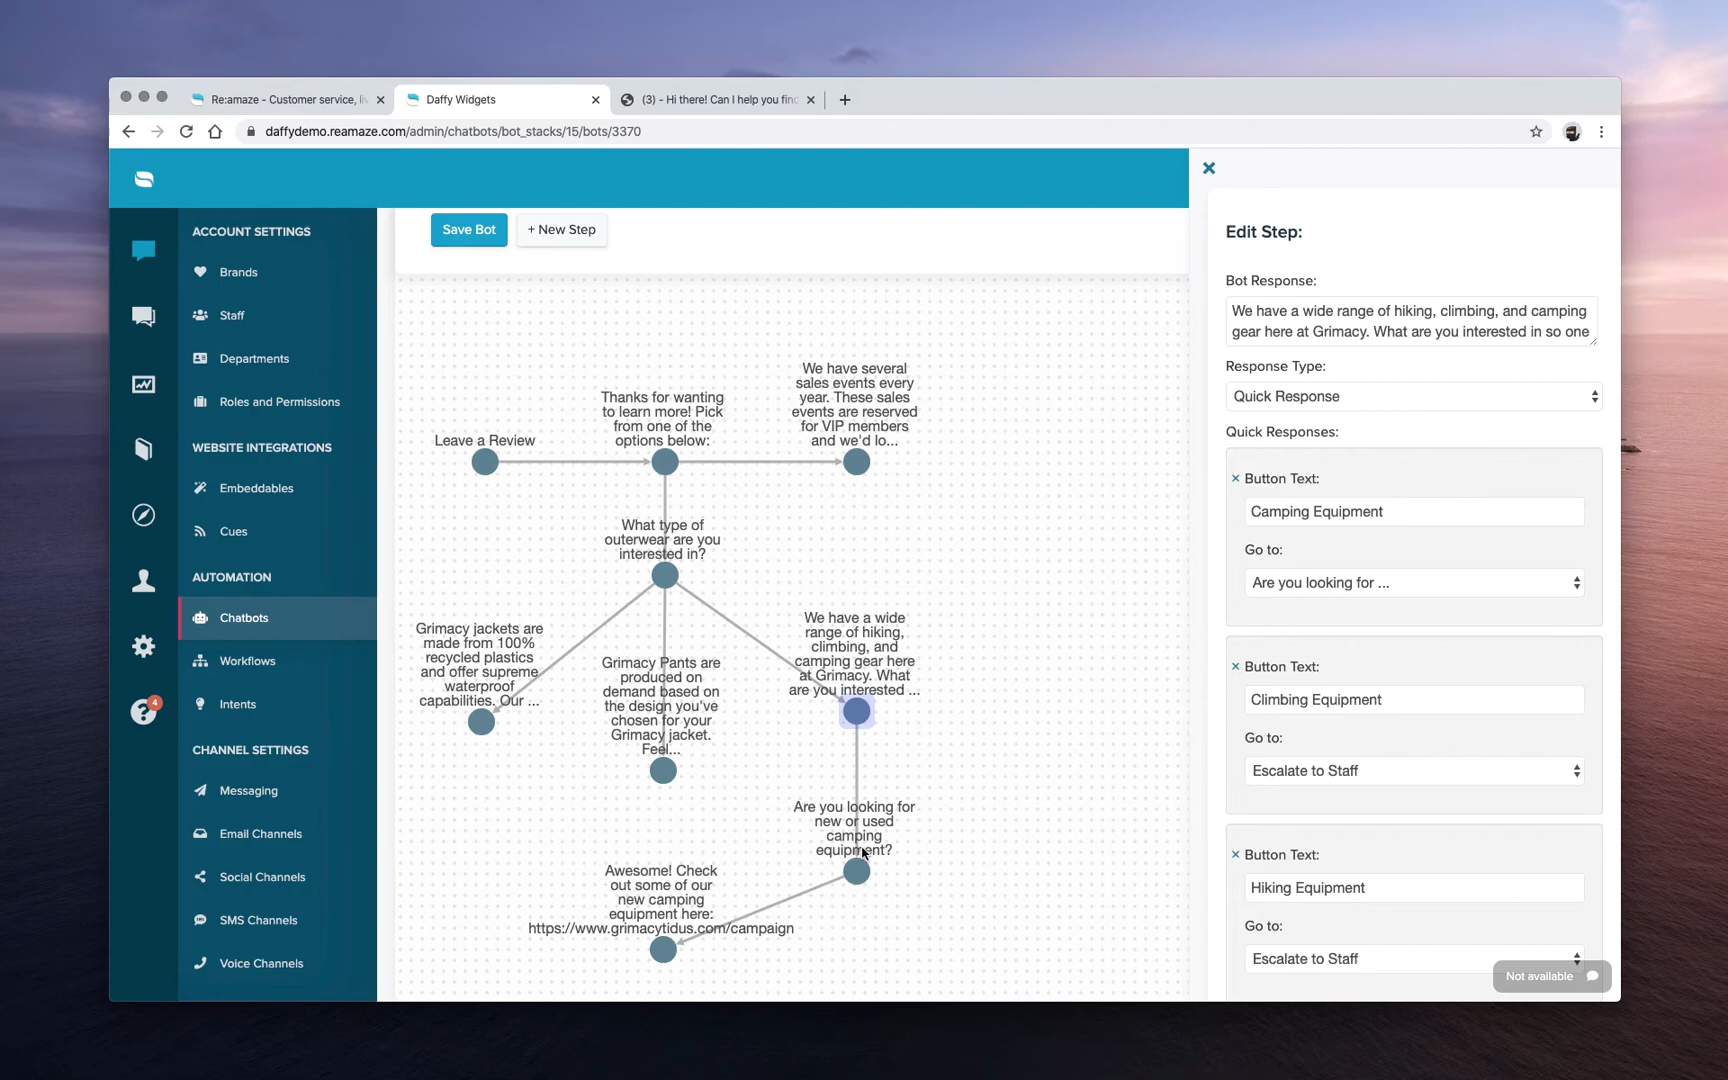 Re:amaze - Customer service, liv
Daffy Widgets
(3) - Hi there! Can I help you find
daffydemo.reamaze.com/admin/chatbots/bot_stacks/15/bots/3370
ACCOUNT SETTINGS
Brands
Staff
Departments
Roles and Permissions
WEBSITE INTEGRATIONS
Embeddables
Cues
AUTOMATION
Chatbots
Workflows
Intents
4
CHANNEL SETTINGS
Messaging
Email Channels
Social Channels
SMS Channels
Voice Channels
Save Bot
+ New Step
Leave a Review
Thanks for wanting
to learn more! Pick
from one of the
options below:
We have several
sales events every
year. These sales
events are reserved
for VIP members
and we'd lo...
What type of
outerwear are you
interested in?
Grimacy jackets are
made from 100%
recycled plastics
and offer supreme
waterproof
capabilities. Our ...
Grimacy Pants are
produced on
demand based on
the design you've
chosen for your
Grimacy jacket.
Feel...
We have a wide
range of hiking,
climbing, and
camping gear here
at Grimacy. What
are you interested ...
Are you looking for
new or used
camping
equipment?
Awesome! Check
out some of our
new camping
equipment here:
https://www.grimacytidus.com/campaign
Edit Step:
Bot Response:
We have a wide range of hiking, climbing, and camping
gear here at Grimacy. What are you interested in so one
Response Type:
Quick Response
Quick Responses:
Button Text:
Camping Equipment
Go to:
Are you looking for ...
Button Text:
Climbing Equipment
Go to:
Escalate to Staff
Button Text:
Hiking Equipment
Go to:
Escalate to Staff
Not available